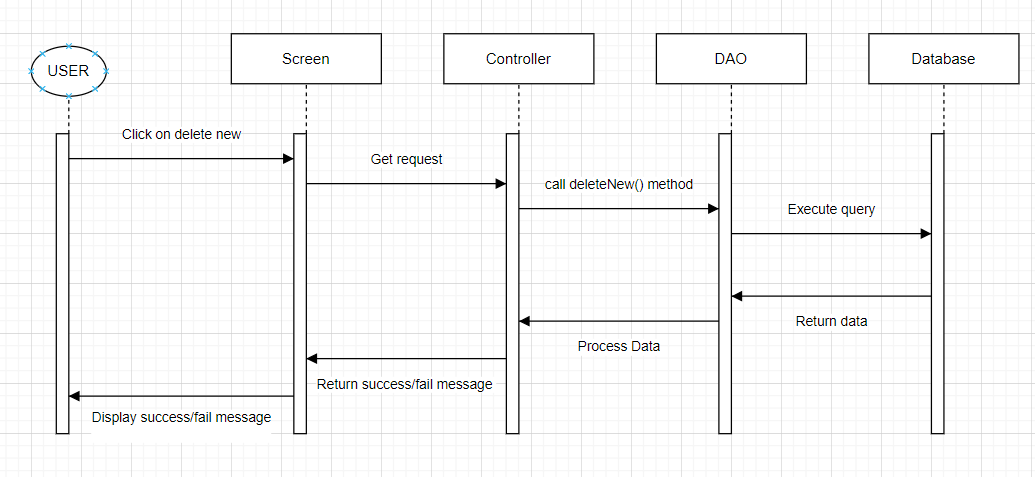 USER
Screen
Controller
DAO
Database
Click on delete new
Get request
call deleteNew() method
Execute query
Return data
Process Data
Return success/fail message
Display success/fail message